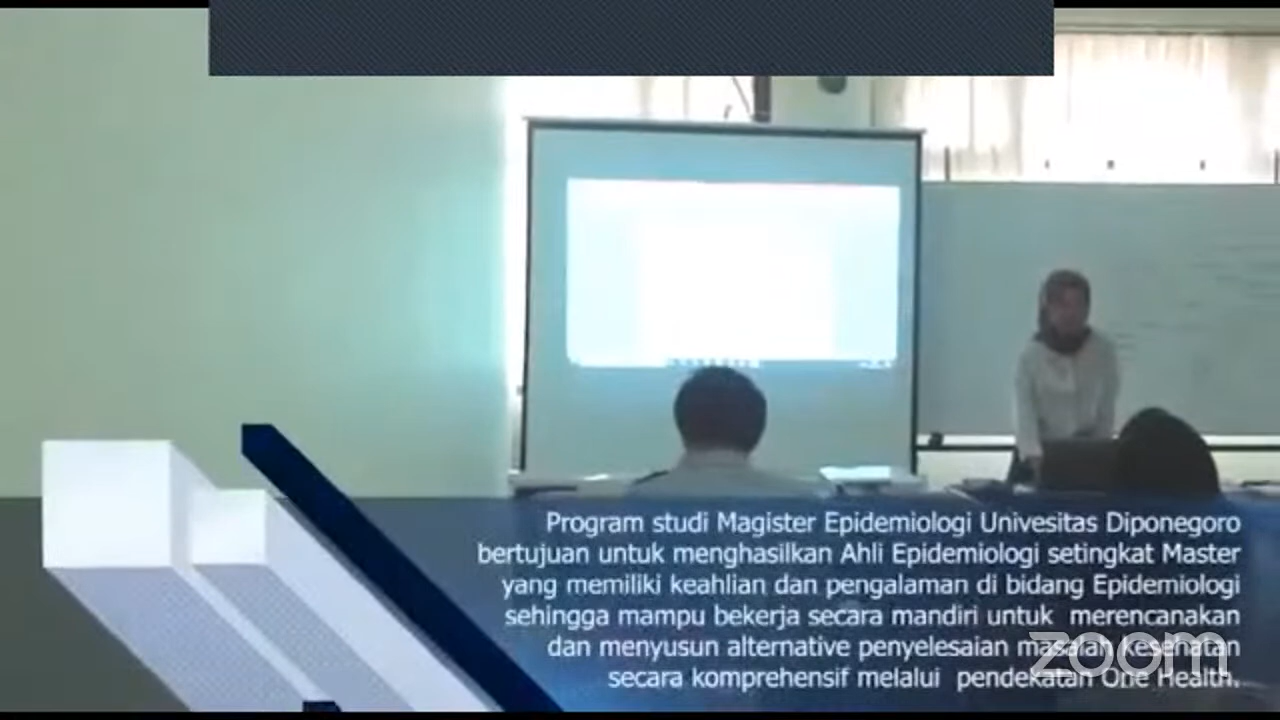 Program studi Magister Epidemiologi Univesitas Diponegoro
bertujuan untuk menghasilkan Ahli Epidemiologi setingkat Master
yang memiliki keahlian dan pengalaman di bidang Epidemiologi
sehingga mampu bekerja secara mandiri untuk merencanakan
dan menyusun alternative penyelesaian masalah kesehatan
secara komprehensif melalui pendekatan One Health.
zoom